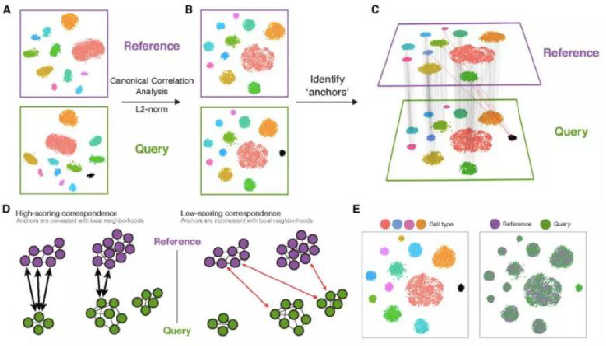 A
B
C
Reference
Canonical Correlation
Analysis
L2-norm
Query
Identify
'anchors'
Reference
Query
D
High-scoring correspondence
Anchors are consistent with local neighborhoods
Low-scoring correspondence
Anchors are inconsistent with local neighborhoods
Reference
Query
E
Cell type
Reference
Query